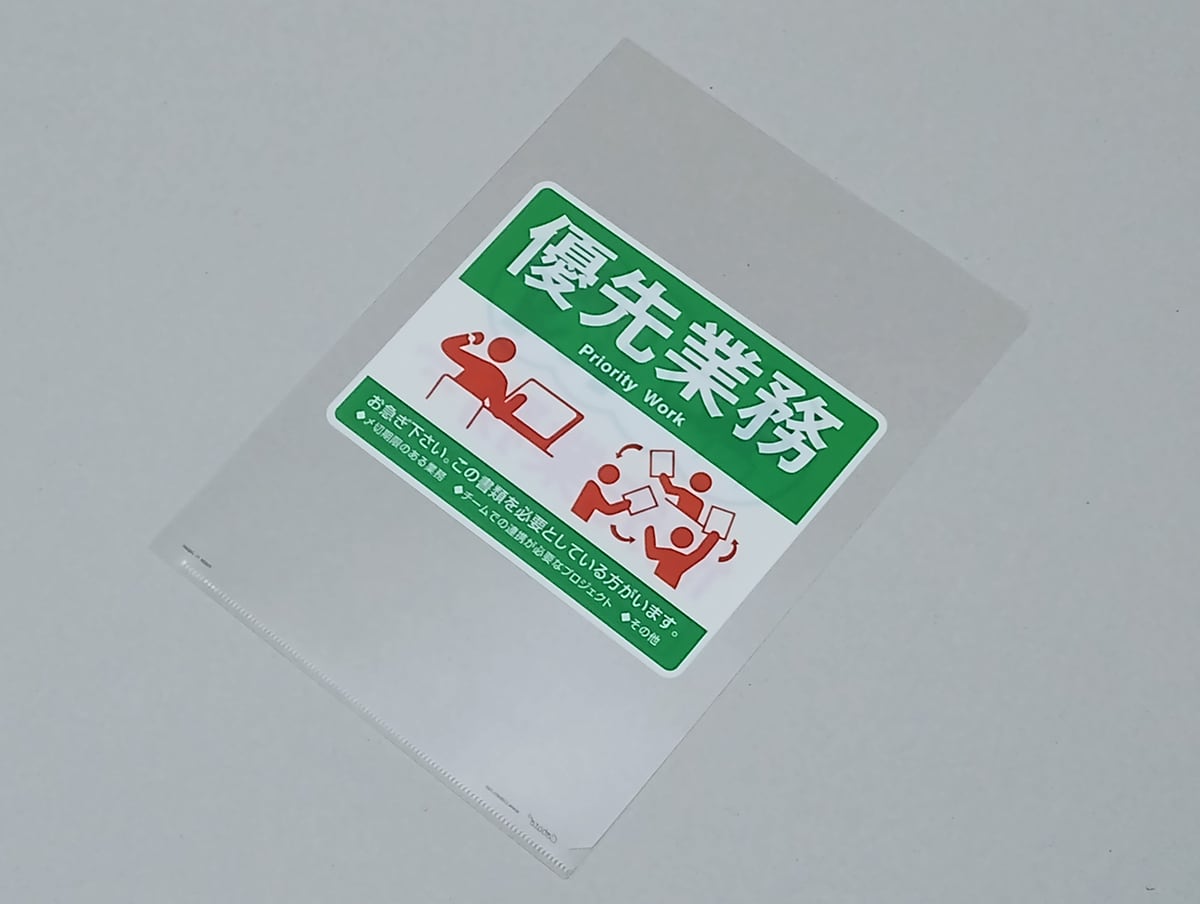 優先業務
Priority Work
お急ぎ下さい。この書類を必要としている方がいます。
◆〆切期限のある業務 ◆チームでの連携が必要なプロジェクト ◆その他